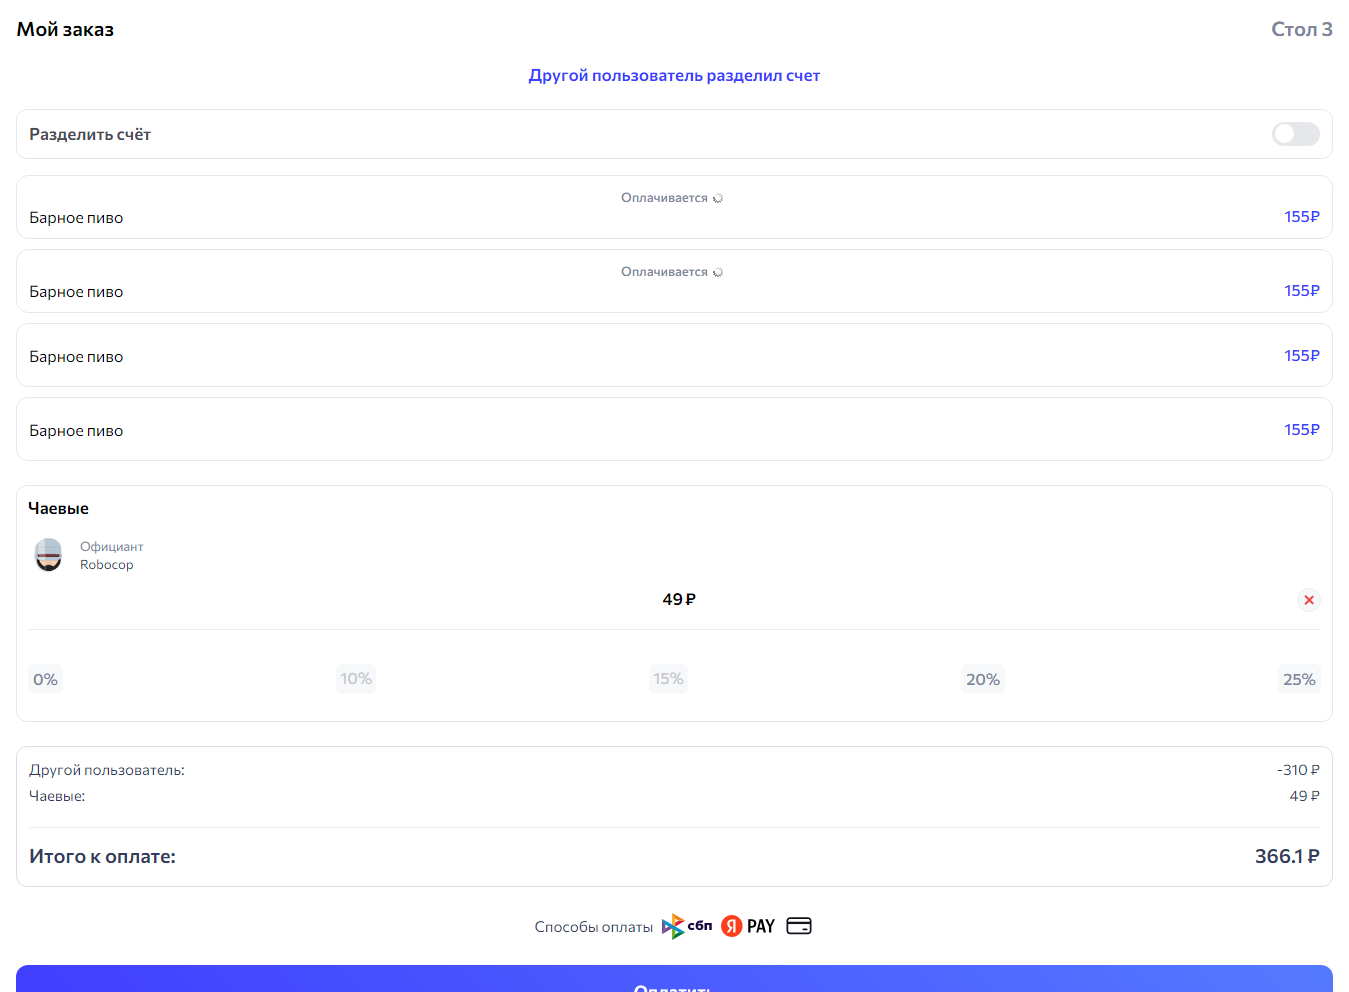 Мой заказ
Стол 3
Другой пользователь разделил счет
Разделить счёт
Оплачивается
Барное пиво
155₽
Оплачивается
Барное пиво
155₽
Барное пиво
155₽
Барное пиво
155₽
Чаевые
Официант
Robocop
49 ₽
0%
10%
15%
20%
25%
Другой пользователь:
-310 ₽
Чаевые:
49 ₽
Итого к оплате:
366.1 ₽
Способы оплаты
сбп
Я PAY
Оплатить